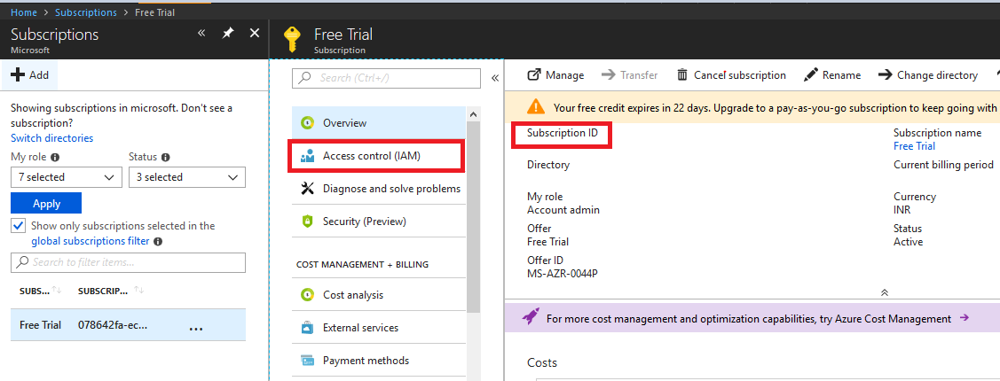 Home > Subscriptions > Free Trial
Subscriptions
Microsoft
Add
Showing subscriptions in microsoft. Don't see a
subscription?
Switch directories
My role
Status
7 selected
3 selected
Apply
Show only subscriptions selected in the
global subscriptions filter
Search to filter items...
SUBS...
SUBSCRIP...
Free Trial
078642fa-ec...
...
Free Trial
Subscription
Search (Ctrl+/)
Overview
Access control (IAM)
Diagnose and solve problems
Security (Preview)
COST MANAGEMENT + BILLING
Cost analysis
External services
Payment methods
Manage
Transfer
Cancel subscription
Rename
Change directory
Your free credit expires in 22 days. Upgrade to a pay-as-you-go subscription to keep going with
Subscription ID
Subscription name
Free Trial
Directory
Current billing period
My role
Account admin
Currency
INR
Offer
Free Trial
Status
Active
Offer ID
MS-AZR-0044P
For more cost management and optimization capabilities, try Azure Cost Management
Costs